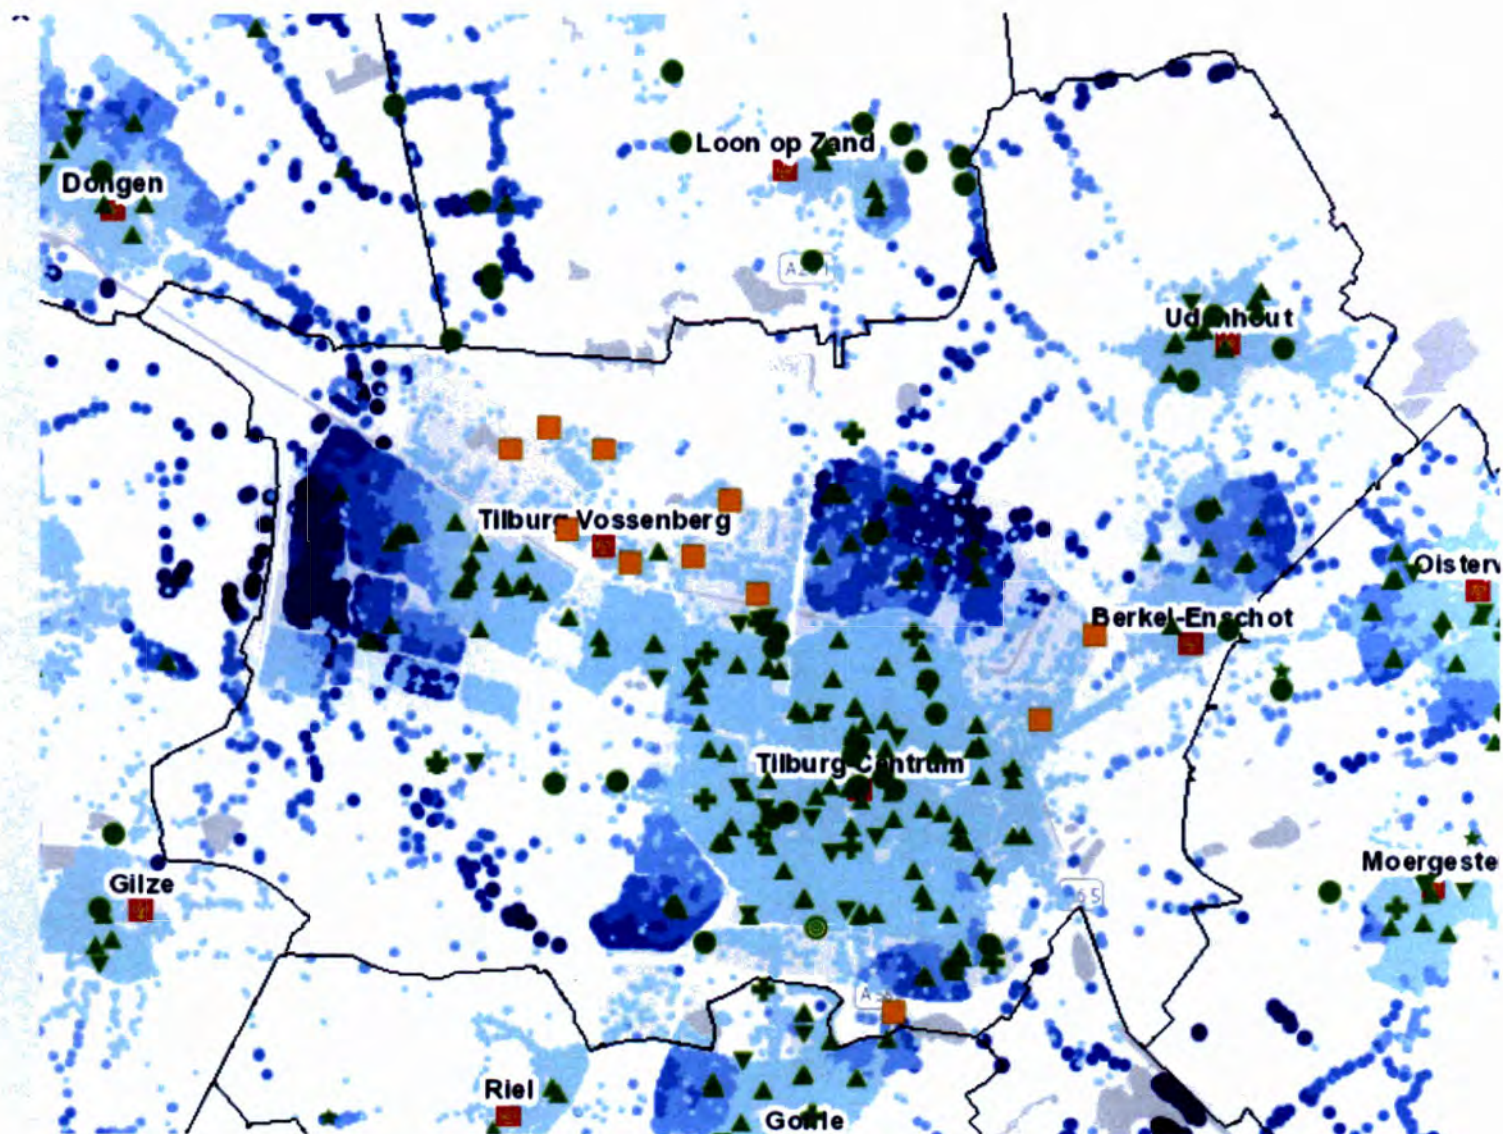 Loon op Zand
Dongen
Udenhout
Tilburg Vossenberg
Oisterw
Berkel-Enschot
Tilburg Centrum
Moergeste
Gilze
Riel
Goirle